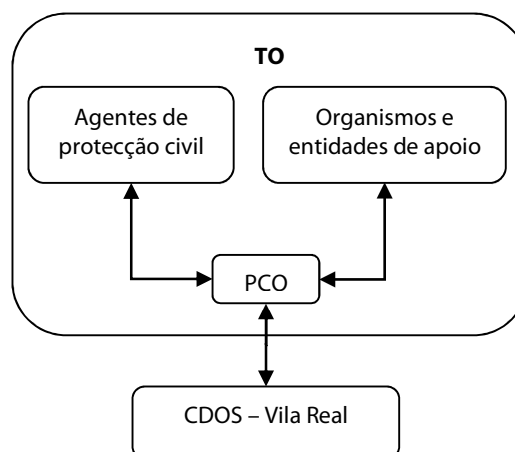 TO
Agentes de
protecção civil
Organismos e
entidades de apoio
PCO
CDOS – Vila Real